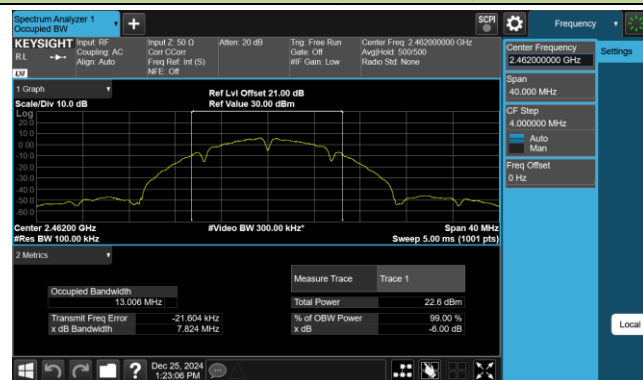 Spectrum Analyzer 1
Occupied BW
SCPI
Frequency
KEYSIGHT
RL
LXI
Input: RF
Coupling: AC
Align: Auto
Input Z: 50 Ω
Corr CCorr
Freq Ref: Int (S)
NFE: Off
Atten: 20 dB
Trig: Free Run
Gate: Off
#IF Gain: Low
Center Freq: 2.462000000 GHz
Avg|Hold: 500/500
Radio Std: None
Center Frequency
2.462000000 GHz
Settings
Span
40.000 MHz
CF Step
4.000000 MHz
Auto
Man
Freq Offset
0 Hz
Local
1 Graph
Scale/Div 10.0 dB
Ref Lvl Offset 21.00 dB
Ref Value 30.00 dBm
Log
20.0
10.0
0.00
-10.0
-20.0
-30.0
-40.0
-50.0
-60.0
Center 2.46200 GHz
#Res BW 100.00 kHz
#Video BW 300.00 kHz*
Span 40 MHz
Sweep 5.00 ms (1001 pts)
2 Metrics
Measure Trace Trace 1
Occupied Bandwidth
13.006 MHz
Total Power 22.6 dBm
Transmit Freq Error -21.604 kHz
% of OBW Power 99.00 %
x dB Bandwidth 7.824 MHz
x dB -6.00 dB
?
Dec 25, 2024
1:23:06 PM